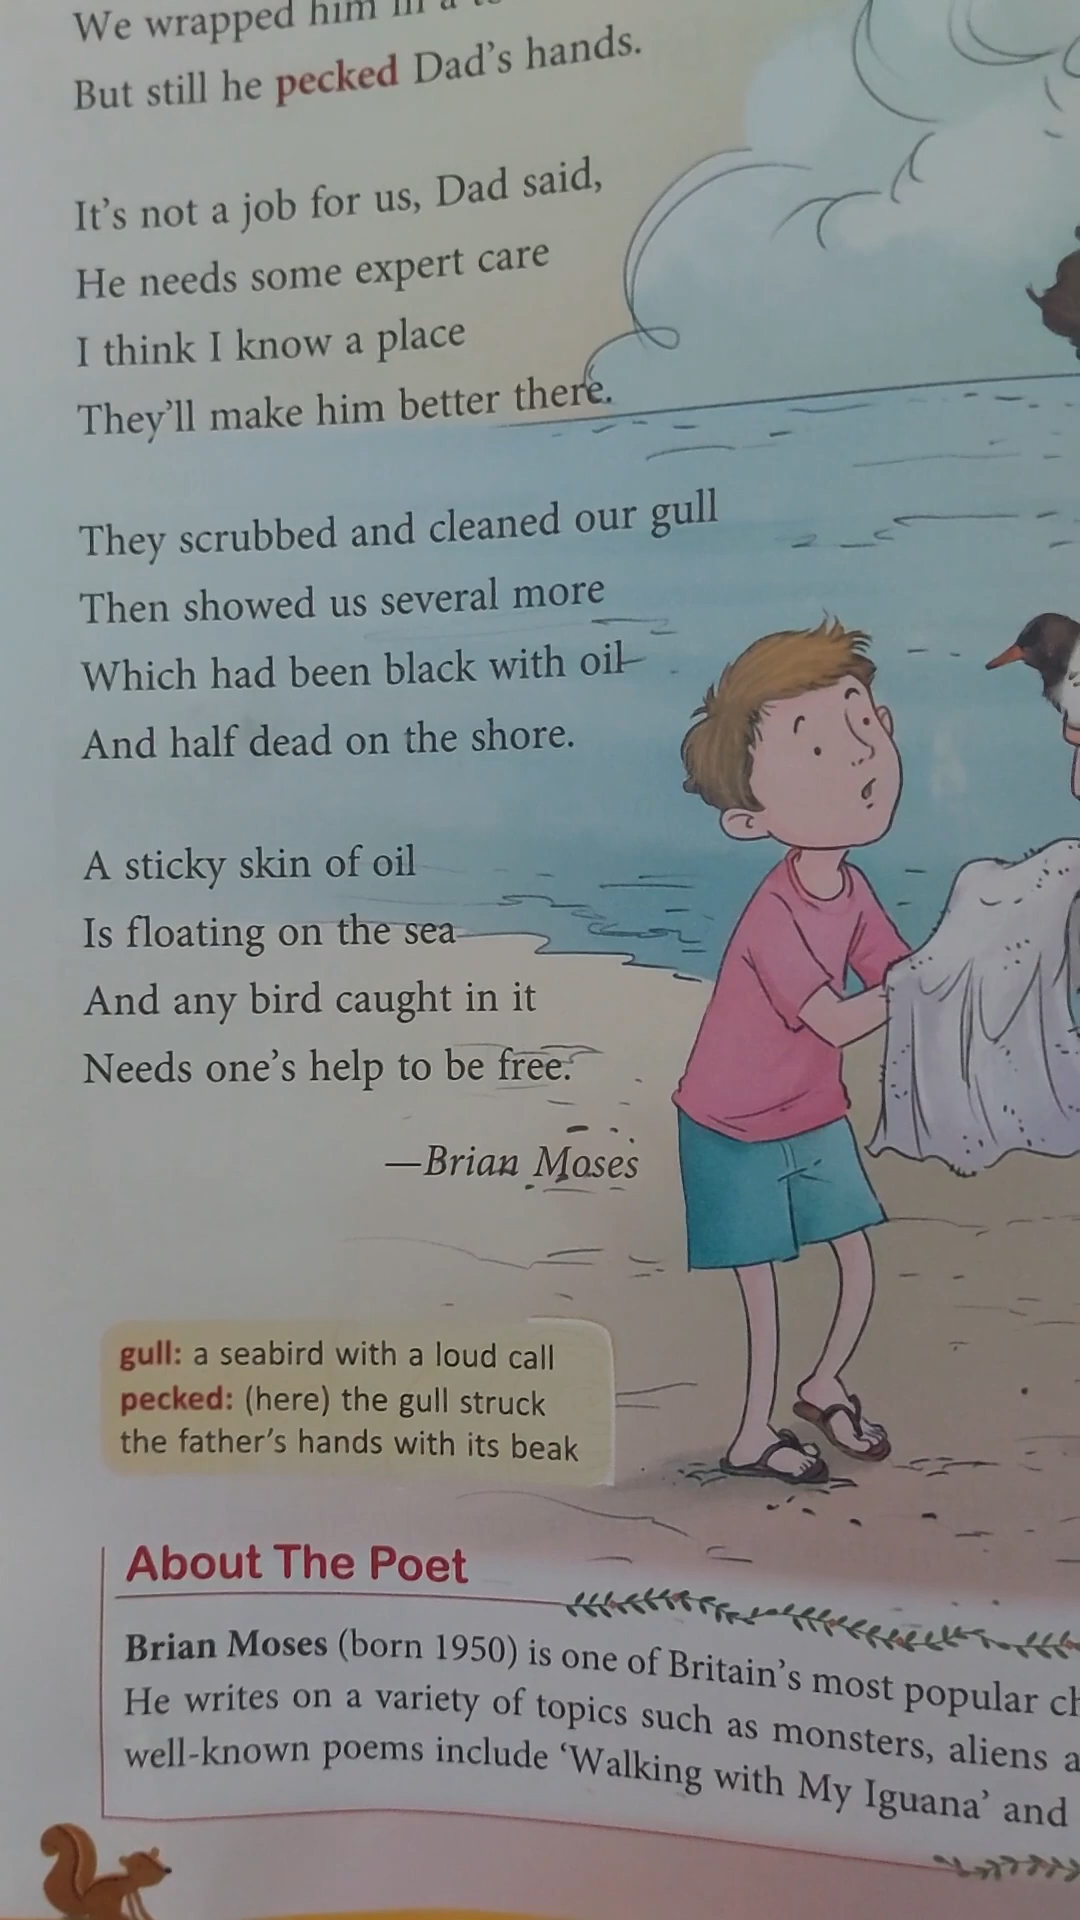 We wrapped him in a
But still he pecked Dad's hands.
It's not a job for us, Dad said,
He needs some expert care
I think I know a place
They'll make him better there.
They scrubbed and cleaned our gull
Then showed us several more
Which had been black with oil
And half dead on the shore.
A sticky skin of oil
Is floating on the sea
And any bird caught in it
Needs one's help to be free.
—Brian Moses
gull: a seabird with a loud call
pecked: (here) the gull struck
the father's hands with its beak
About The Poet
Brian Moses (born 1950) is one of Britain's most popular
He writes on a variety of topics such as monsters, aliens
well-known poems include ‘Walking with My Iguana’ and